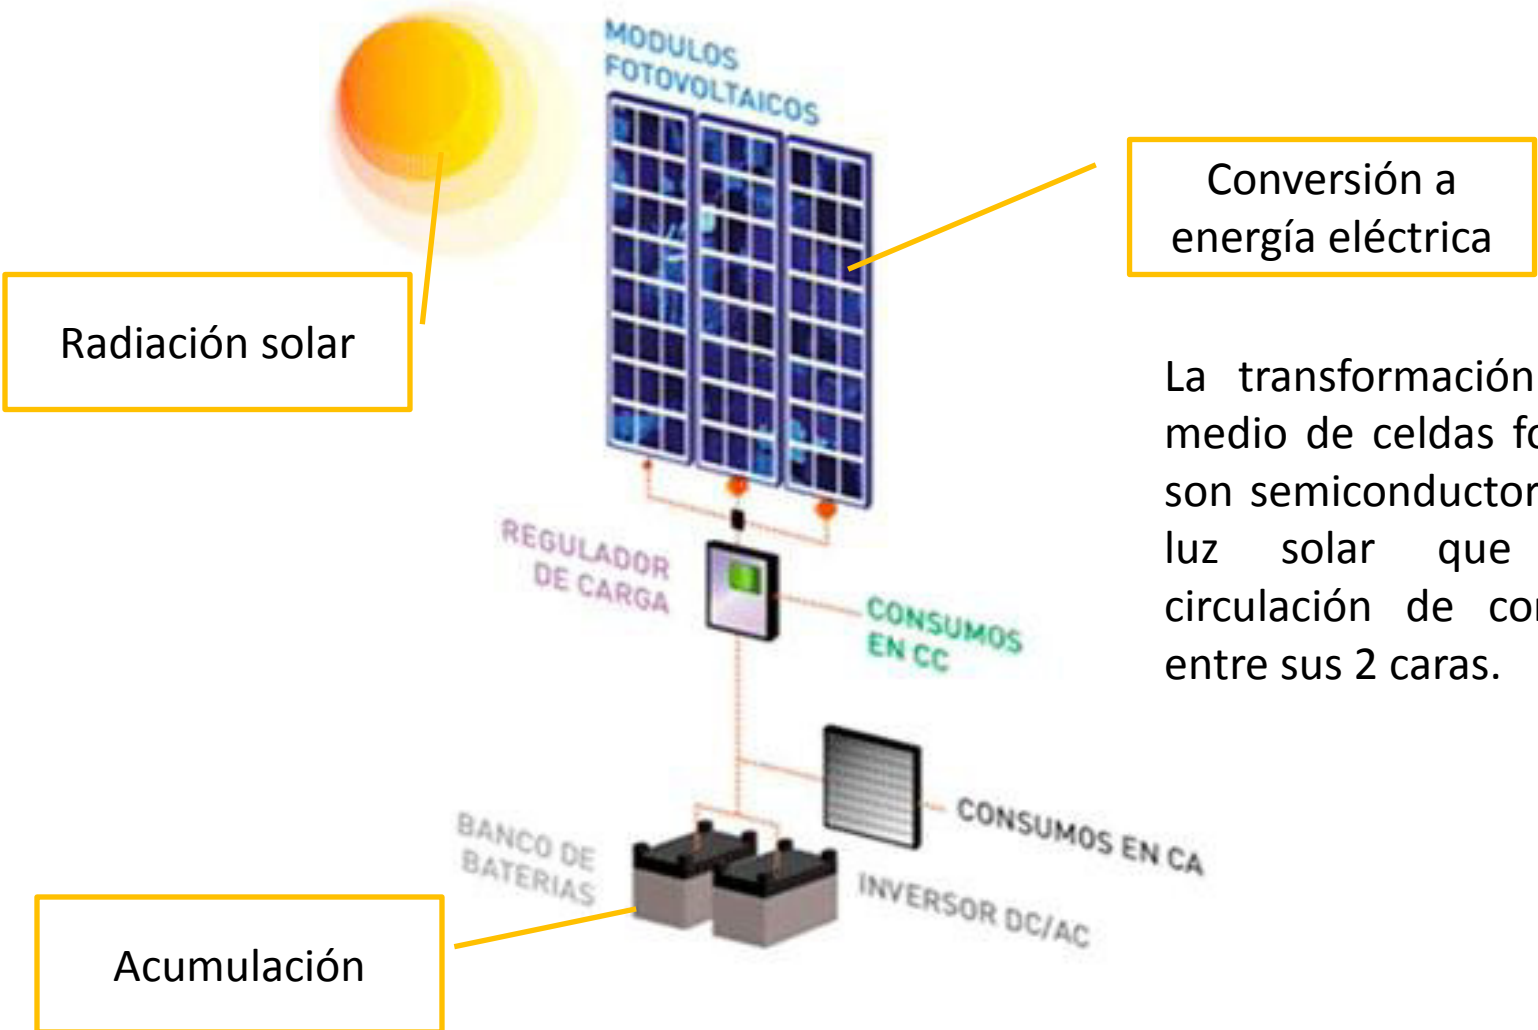 MODULOS
FOTOVOLTAICOS
Conversión a
energía eléctrica
Radiación solar
La transformación
medio de celdas fo
son semiconductor
luz solar que
circulación de co
entre sus 2 caras.
REGULADOR
DE CARGA
CONSUMOS
EN CC
CONSUMOS EN CA
BANCO DE
BATERIAS
INVERSOR DC/AC
Acumulación